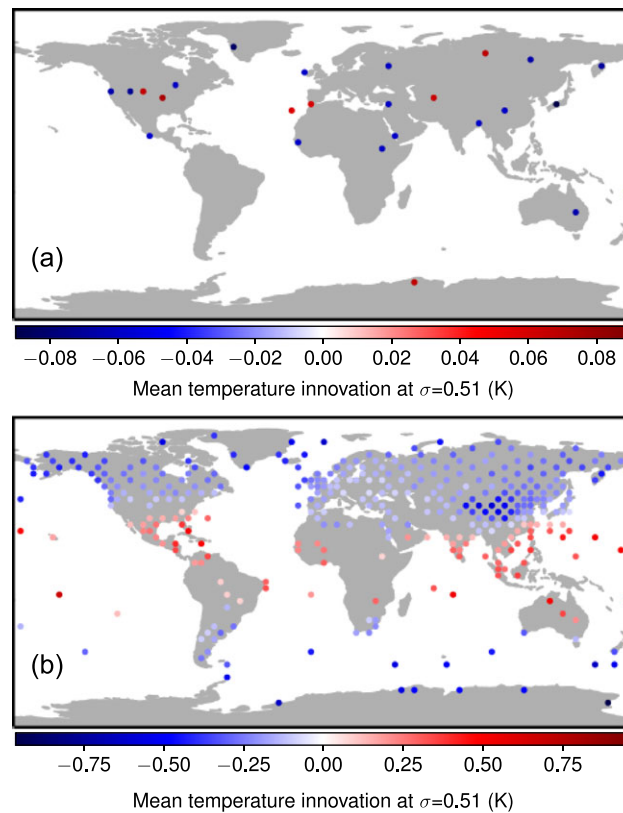 (a)
−0.08 −0.06 −0.04 −0.02 0.00 0.02 0.04 0.06 0.08
Mean temperature innovation at σ=0.51 (K)
(b)
−0.75 −0.50 −0.25 0.00 0.25 0.50 0.75
Mean temperature innovation at σ=0.51 (K)